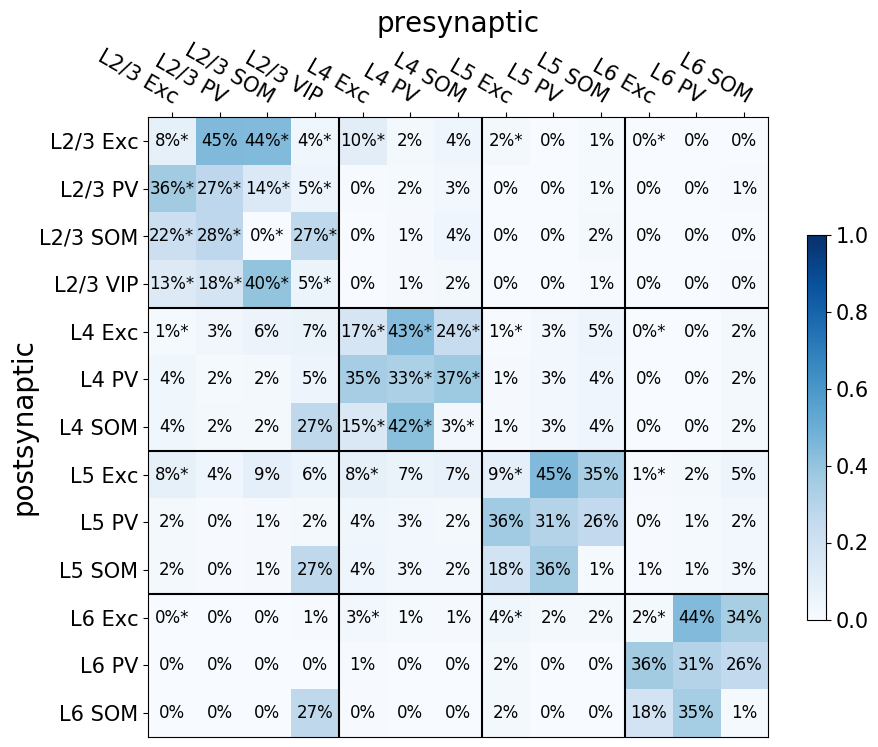 presynaptic
L2/3 Exc L2/3 PV L2/3 SOM L2/3 VIP L4 Exc L4 PV L4 SOM L5 Exc L5 PV L5 SOM L6 Exc L6 PV L6 SOM
L2/3 Exc 8%* 45% 44%* 4%* 10%* 2% 4% 2%* 0% 1% 0%* 0% 0%
L2/3 PV 36%* 27%* 14%* 5%* 0% 2% 3% 0% 0% 1% 0% 0% 1%
L2/3 SOM 22%* 28%* 0%* 27%* 0% 1% 4% 0% 0% 2% 0% 0% 0%
L2/3 VIP 13%* 18%* 40%* 5%* 0% 1% 2% 0% 0% 1% 0% 0% 0%
L4 Exc 1%* 3% 6% 7% 17%* 43%* 24%* 1%* 3% 5% 0%* 0% 2%
L4 PV 4% 2% 2% 5% 35% 33%* 37%* 1% 3% 4% 0% 0% 2%
L4 SOM 4% 2% 2% 27% 15%* 42%* 3%* 1% 3% 4% 0% 0% 2%
L5 Exc 8%* 4% 9% 6% 8%* 7% 7% 9%* 45% 35% 1%* 2% 5%
L5 PV 2% 0% 1% 2% 4% 3% 2% 36% 31% 26% 0% 1% 2%
L5 SOM 2% 0% 1% 27% 4% 3% 2% 18% 36% 1% 1% 1% 3%
L6 Exc 0%* 0% 0% 1% 3%* 1% 1% 4%* 2% 2% 2%* 44% 34%
L6 PV 0% 0% 0% 0% 1% 0% 0% 2% 0% 0% 36% 31% 26%
L6 SOM 0% 0% 0% 27% 0% 0% 0% 2% 0% 0% 18% 35% 1%
postsynaptic
1.0
0.8
0.6
0.4
0.2
0.0